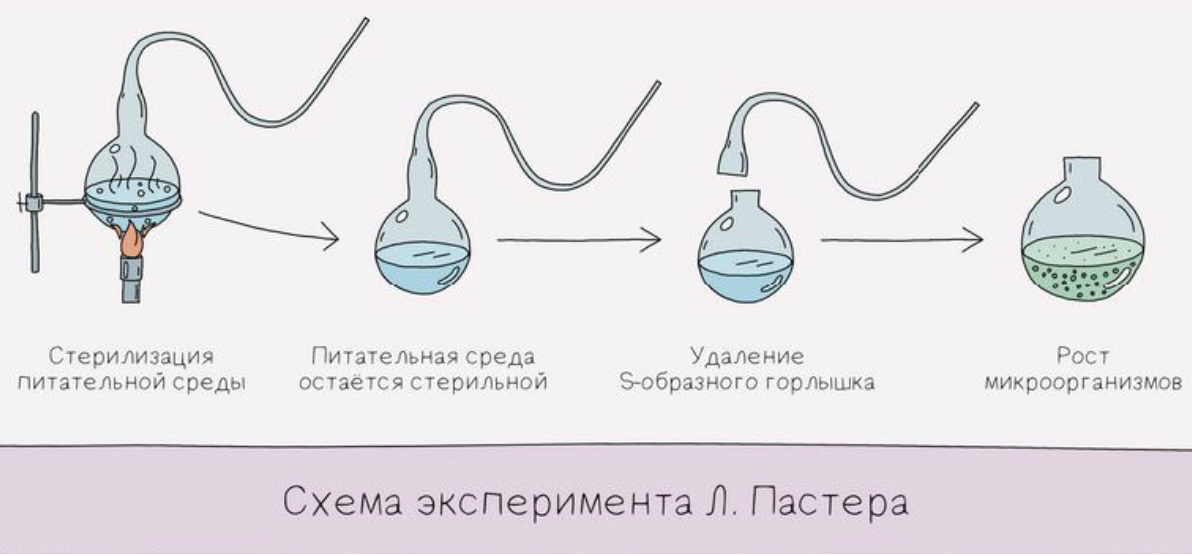 Стерилизация
питательной среды
Питательная среда
остаётся стерильной
Удаление
S-образного горлышка
Рост
микроорганизмов
Схема эксперимента Л. Пастера